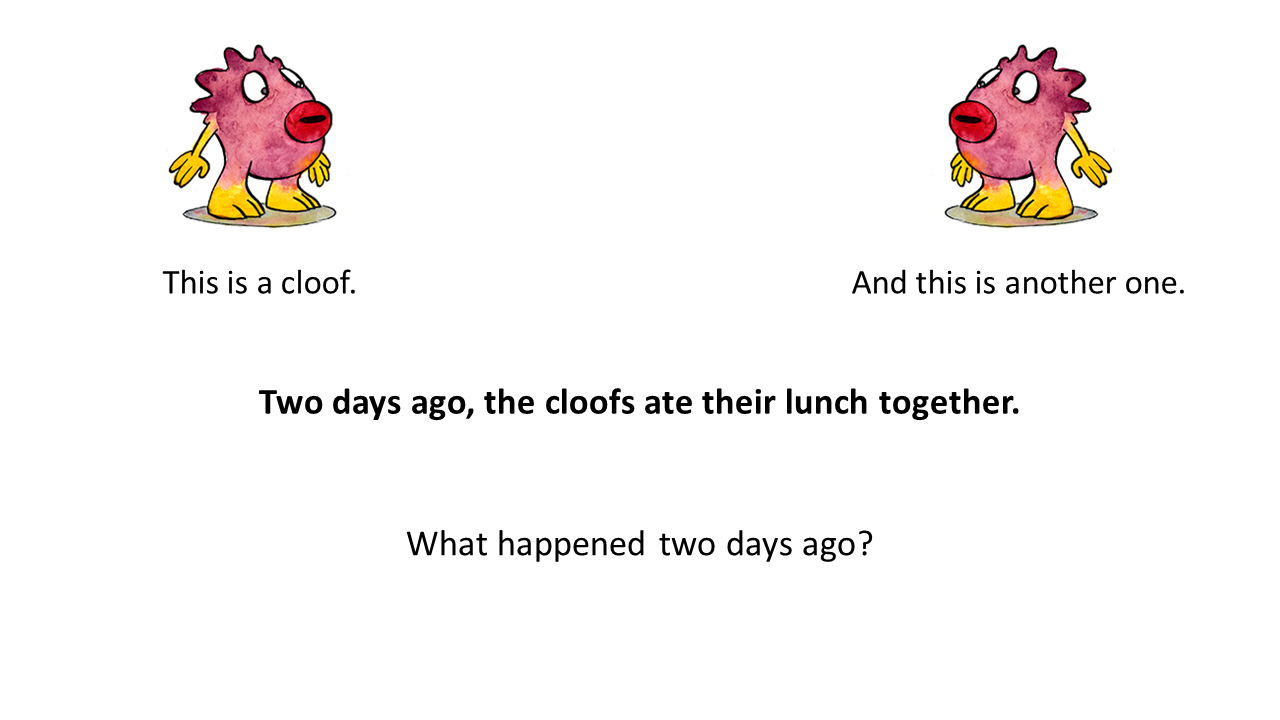 This is a cloof.
And this is another one.
Two days ago, the cloofs ate their lunch together.
What happened two days ago?